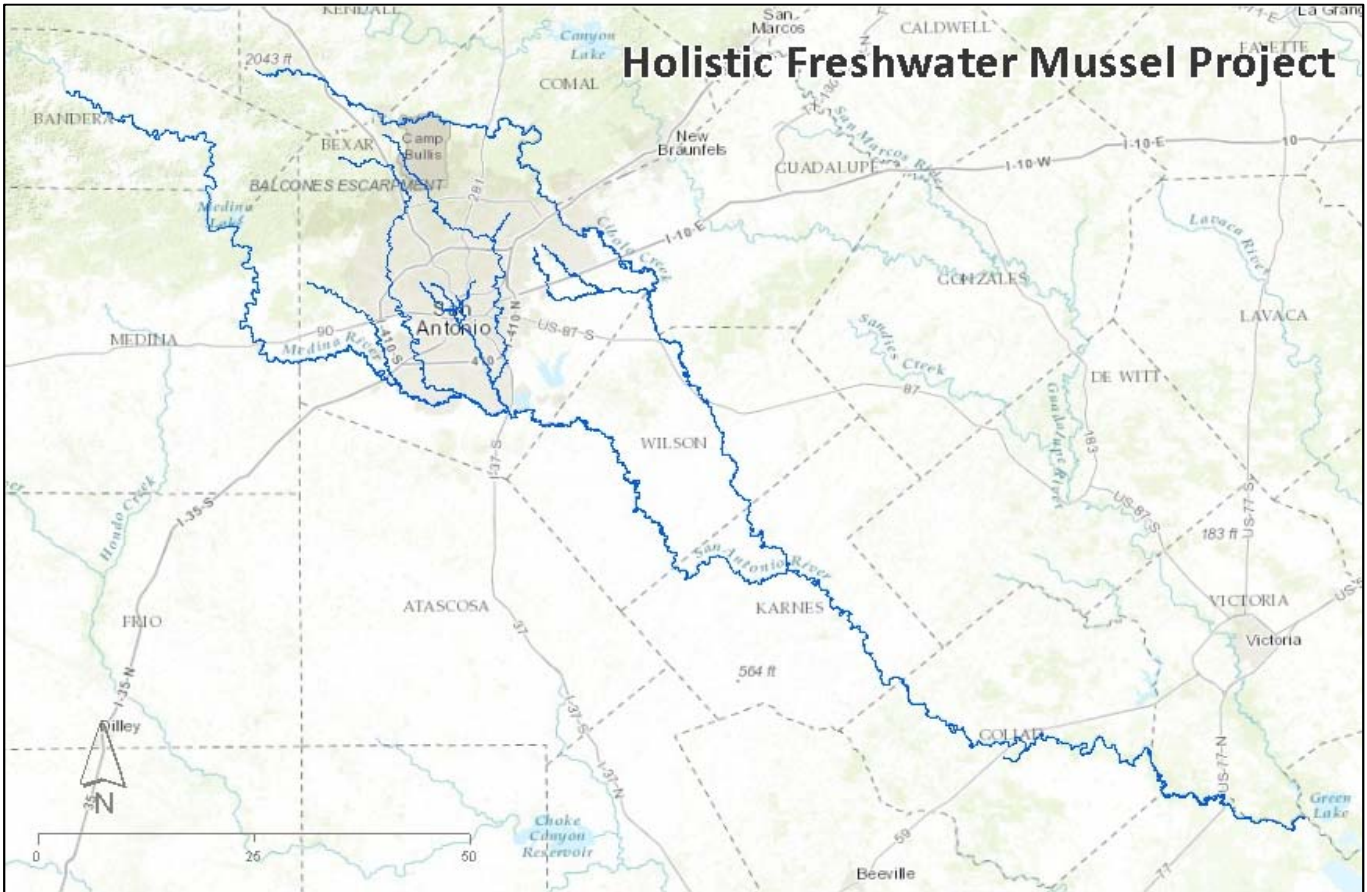 KENDALL
San
Marcos
CALDWELL
La Grang
Canyon
Lake
Holistic Freshwater Mussel Project
FAYETTE
2043 ft
COMAL
BANDERA
Camp
Bullis
BEXAR
New
Braunfels
San Marcos River
I-10-W
I-10-E
10
GUADALUPE
BALCONES ESCARPMENT
281
Medina
Lake
Cibolo Creek
I-10-E
Lavaca River
GONZALES
San
Antonio
I-410-N
US-87-S
LAVACA
MEDINA
90
Medina River
410-S
410
Sandies Creek
87
DE WITT
Guadalupe River
183
WILSON
I-37-S
US-87-S
US-77-S
183 ft
Hondo Creek
I-35-S
San Antonio River
ATASCOSA
KARNES
VICTORIA
Victoria
FRIO
37
564 ft
I-35-N
I-37-S
Dilley
GOLIAD
US-77-N
I-37-N
35
N
Green
Lake
Choke
Canyon
Reservoir
59
77
0
25
50
Beeville